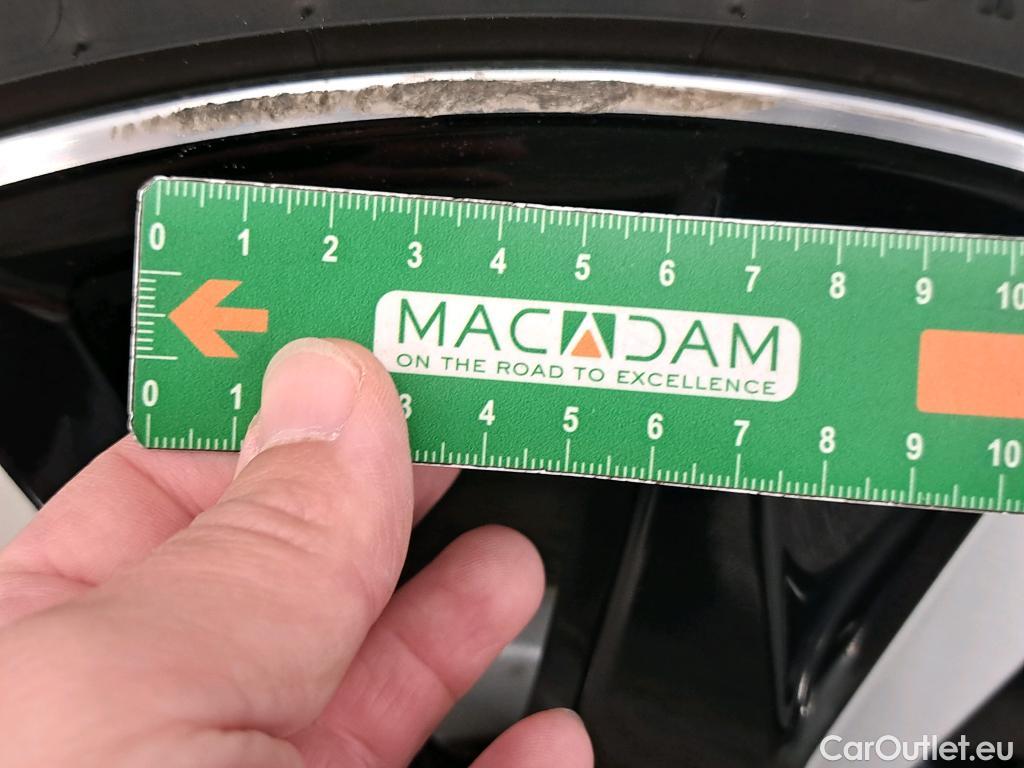 0 1 2 3 4 5 6 7 8 9 10
MACADAM
ON THE ROAD TO EXCELLENCE
0 1 3 4 5 6 7 8 9 10
CarOutlet.eu